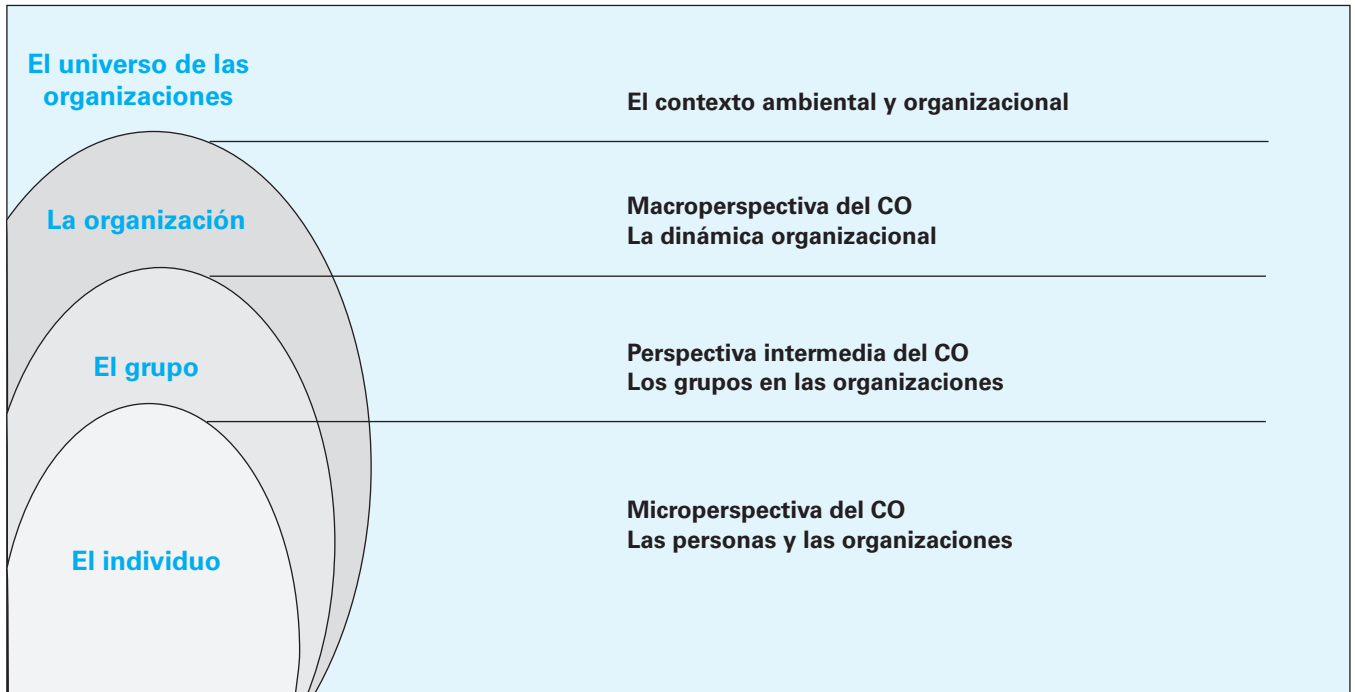 El universo de las
organizaciones
El contexto ambiental y organizacional
La organización
Macroperspectiva del CO
La dinámica organizacional
El grupo
Perspectiva intermedia del CO
Los grupos en las organizaciones
El individuo
Microperspectiva del CO
Las personas y las organizaciones